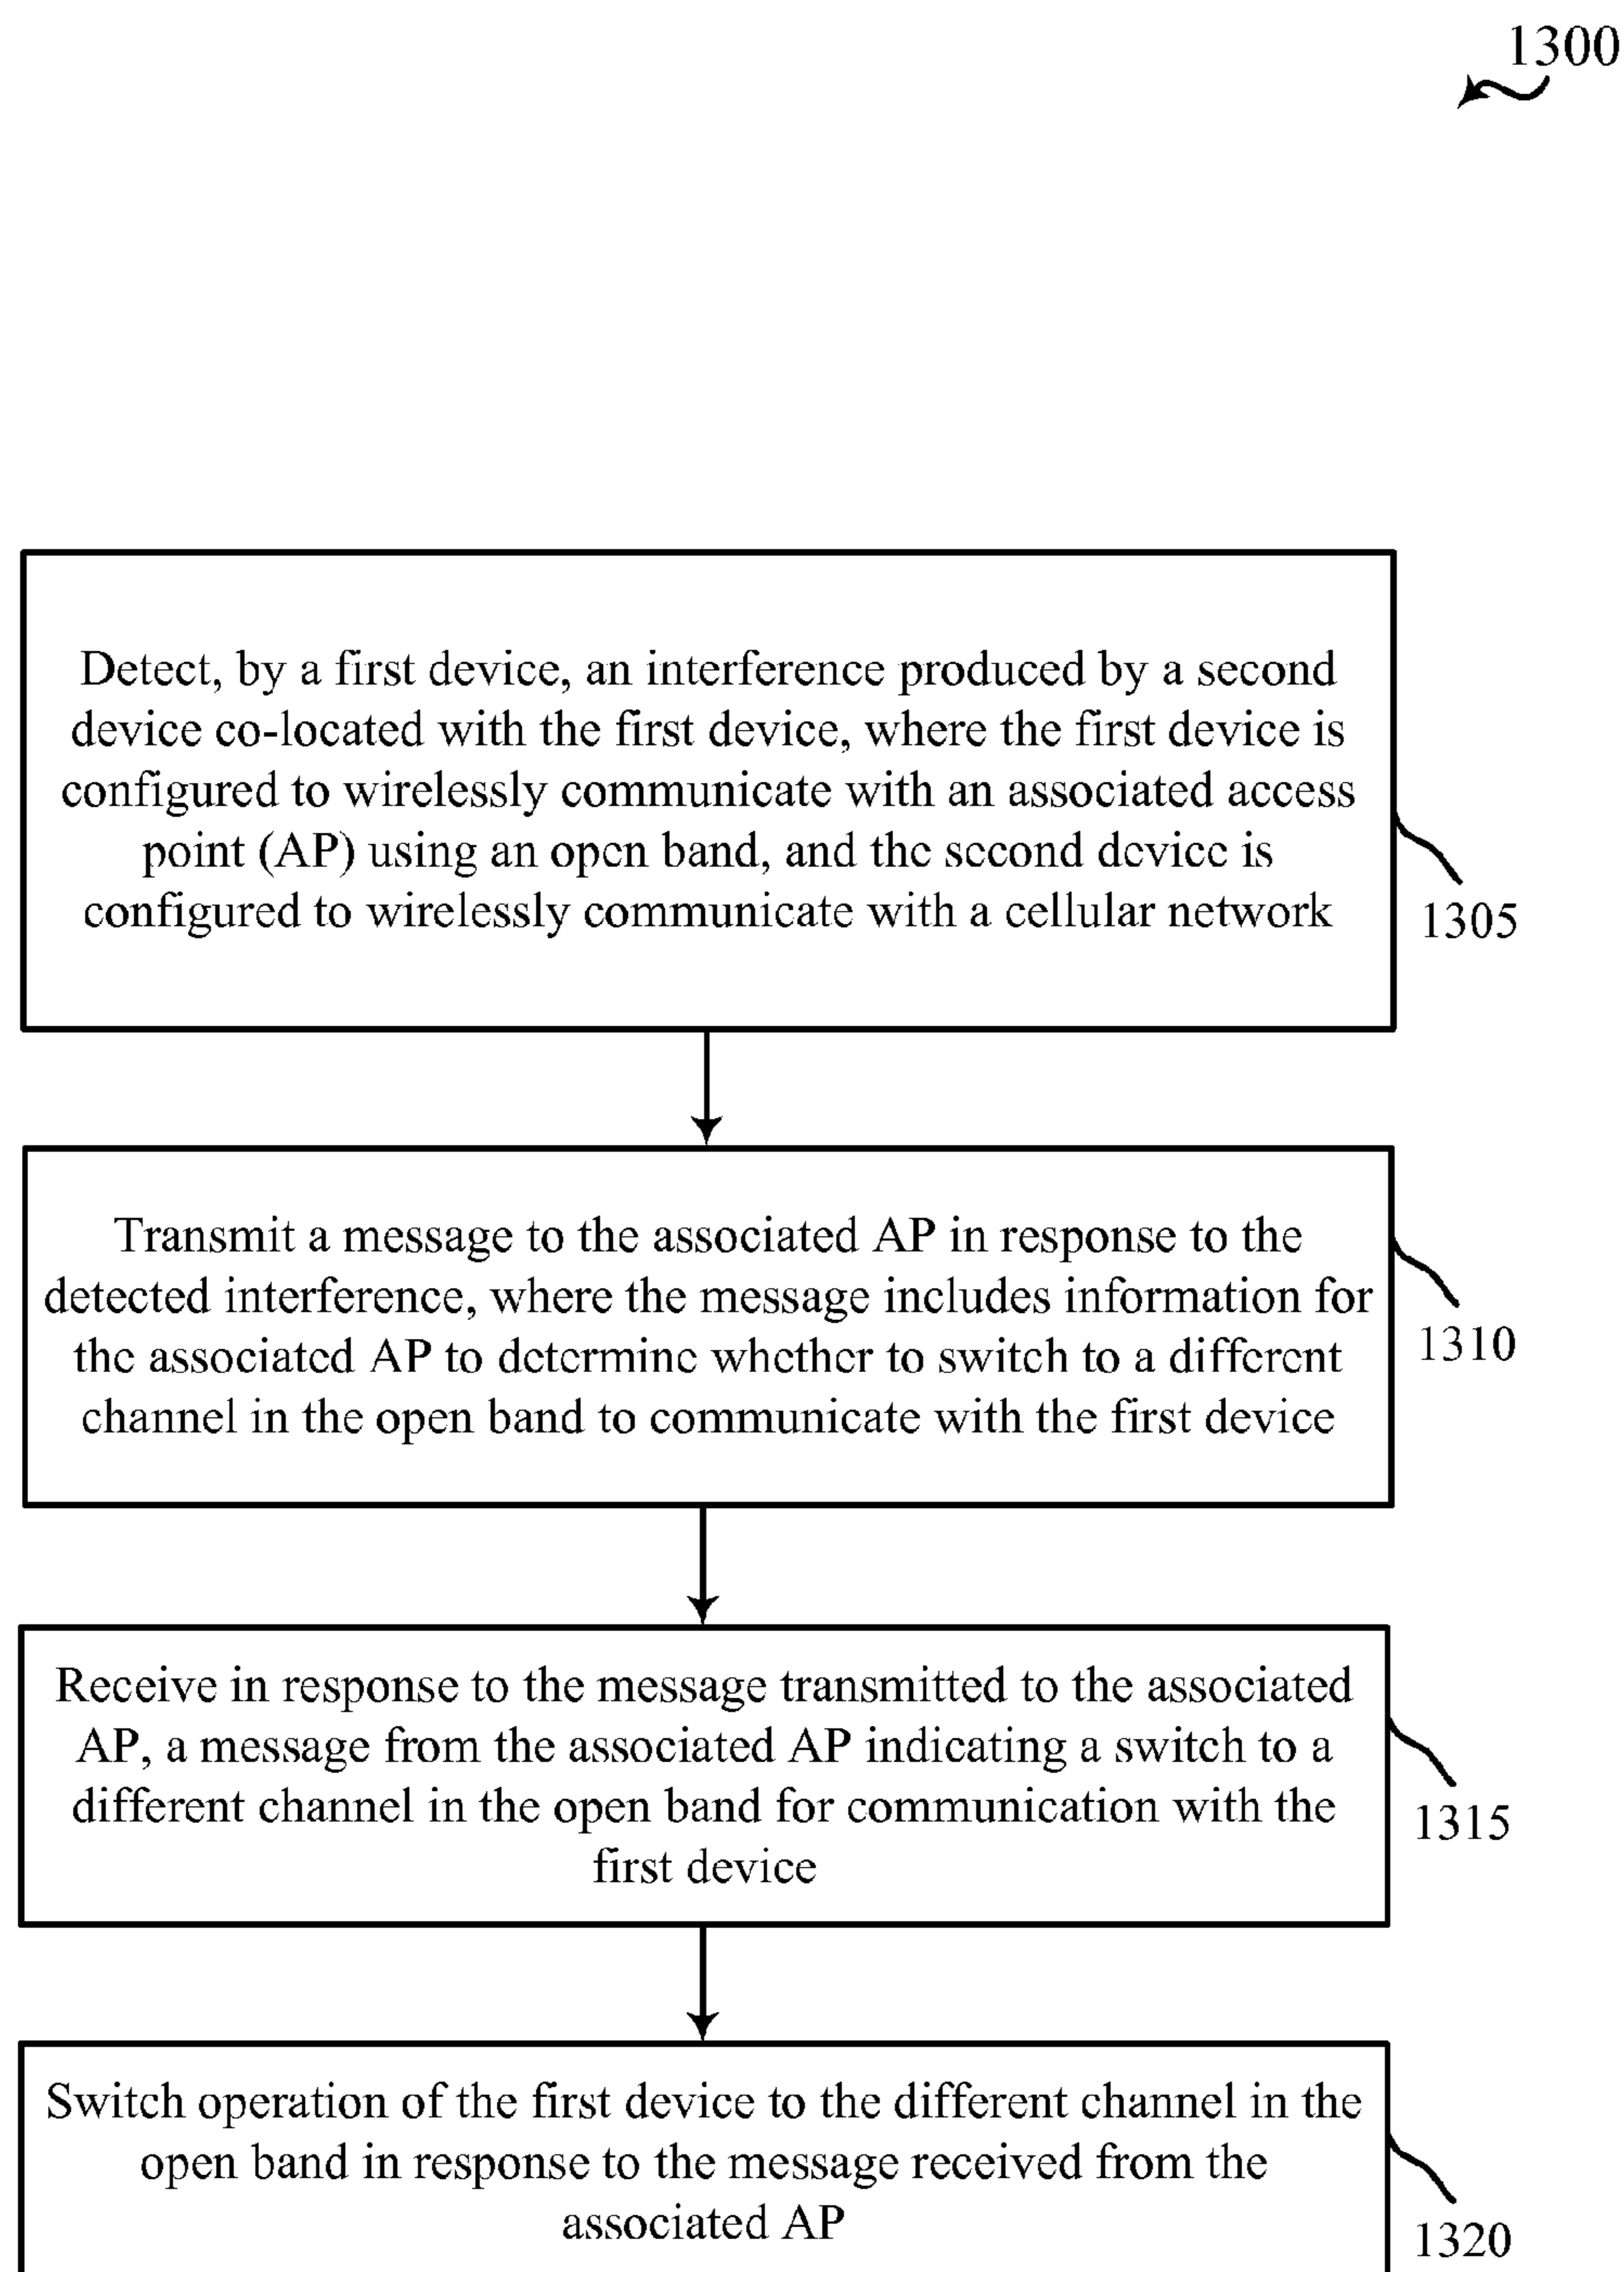 1300
Detect, by a first device, an interference produced by a second
device co-located with the first device, where the first device is
configured to wirelessly communicate with an associated access
point (AP) using an open band, and the second device is
configured to wirelessly communicate with a cellular network
1305
Transmit a message to the associated AP in response to the
detected interference, where the message includes information for
the associated AP to determine whether to switch to a different
channel in the open band to communicate with the first device
1310
Receive in response to the message transmitted to the associated
AP, a message from the associated AP indicating a switch to a
different channel in the open band for communication with the
first device
1315
Switch operation of the first device to the different channel in the
open band in response to the message received from the
associated AP
1320